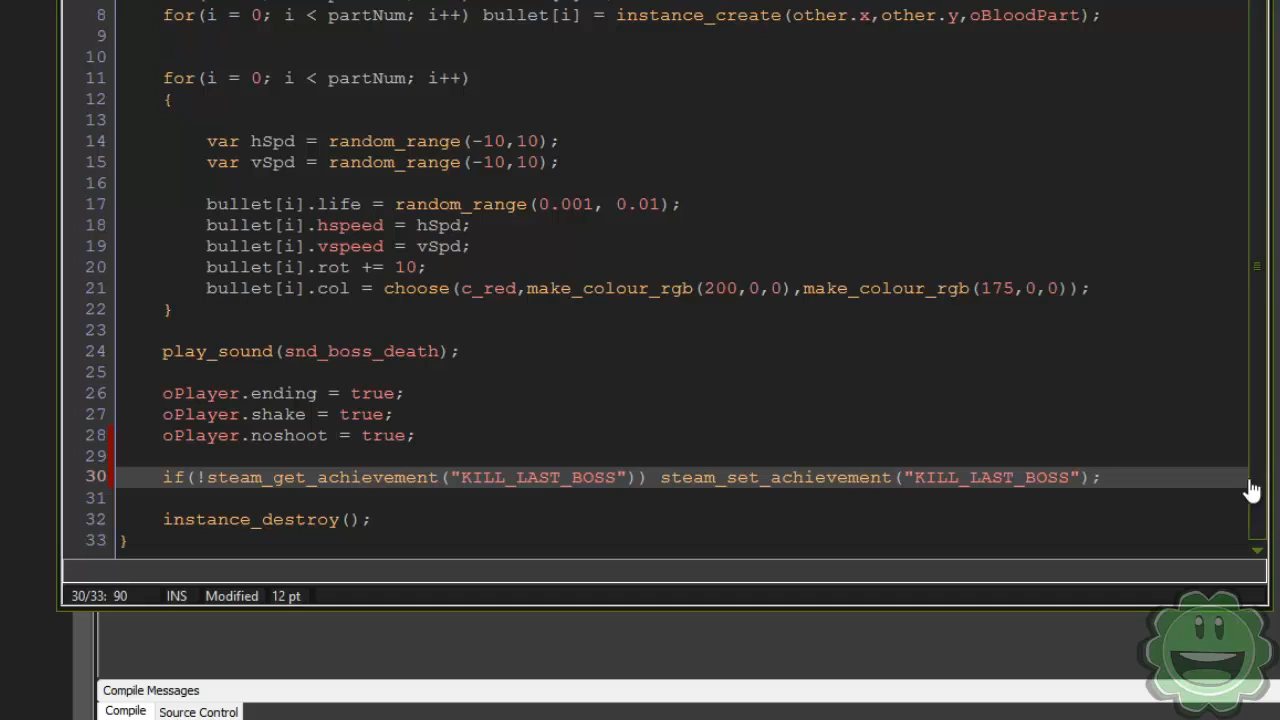 8 for(i = 0; i < partNum; i++) bullet[i] = instance_create(other.x,other.y,oBloodPart);
9
10
11 for(i = 0; i < partNum; i++)
12 {
13
14 var hSpd = random_range(-10,10);
15 var vSpd = random_range(-10,10);
16
17 bullet[i].life = random_range(0.001, 0.01);
18 bullet[i].hspeed = hSpd;
19 bullet[i].vspeed = vSpd;
20 bullet[i].rot += 10;
21 bullet[i].col = choose(c_red,make_colour_rgb(200,0,0),make_colour_rgb(175,0,0));
22 }
23
24 play_sound(snd_boss_death);
25
26 oPlayer.ending = true;
27 oPlayer.shake = true;
28 oPlayer.noshoot = true;
29
30 if(!steam_get_achievement("KILL_LAST_BOSS")) steam_set_achievement("KILL_LAST_BOSS");
31
32 instance_destroy();
33 }
30/33: 90 INS Modified 12 pt
Compile Messages
Compile Source Control